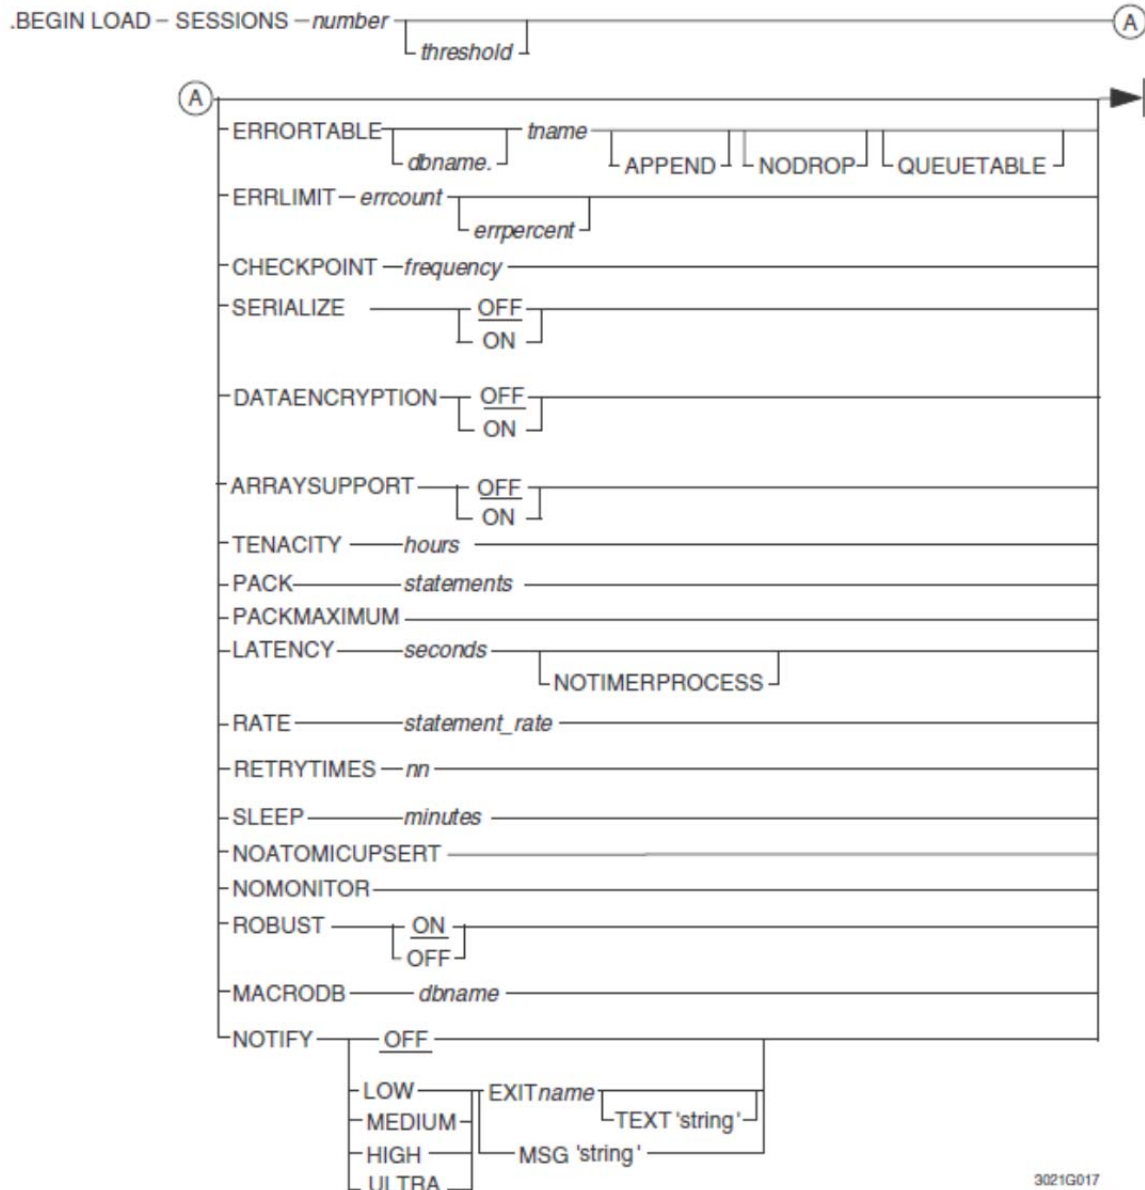 .BEGIN LOAD – SESSIONS – number
threshold
A
A
ERRORTABLE tname
dbname. APPEND NODROP QUEUETABLE
ERRLIMIT errcount
errpercent
CHECKPOINT frequency
SERIALIZE OFF
ON
DATAENCRYPTION OFF
ON
ARRAYSUPPORT OFF
ON
TENACITY hours
PACK statements
PACKMAXIMUM
LATENCY seconds
NOTIMERPROCESS
RATE statement_rate
RETRYTIMES nn
SLEEP minutes
NOATOMICUPSERT
NOMONITOR
ROBUST ON
OFF
MACRODB dbname
NOTIFY OFF
LOW EXITname
MEDIUM TEXT 'string'
HIGH MSG 'string'
ULTRA
3021G017